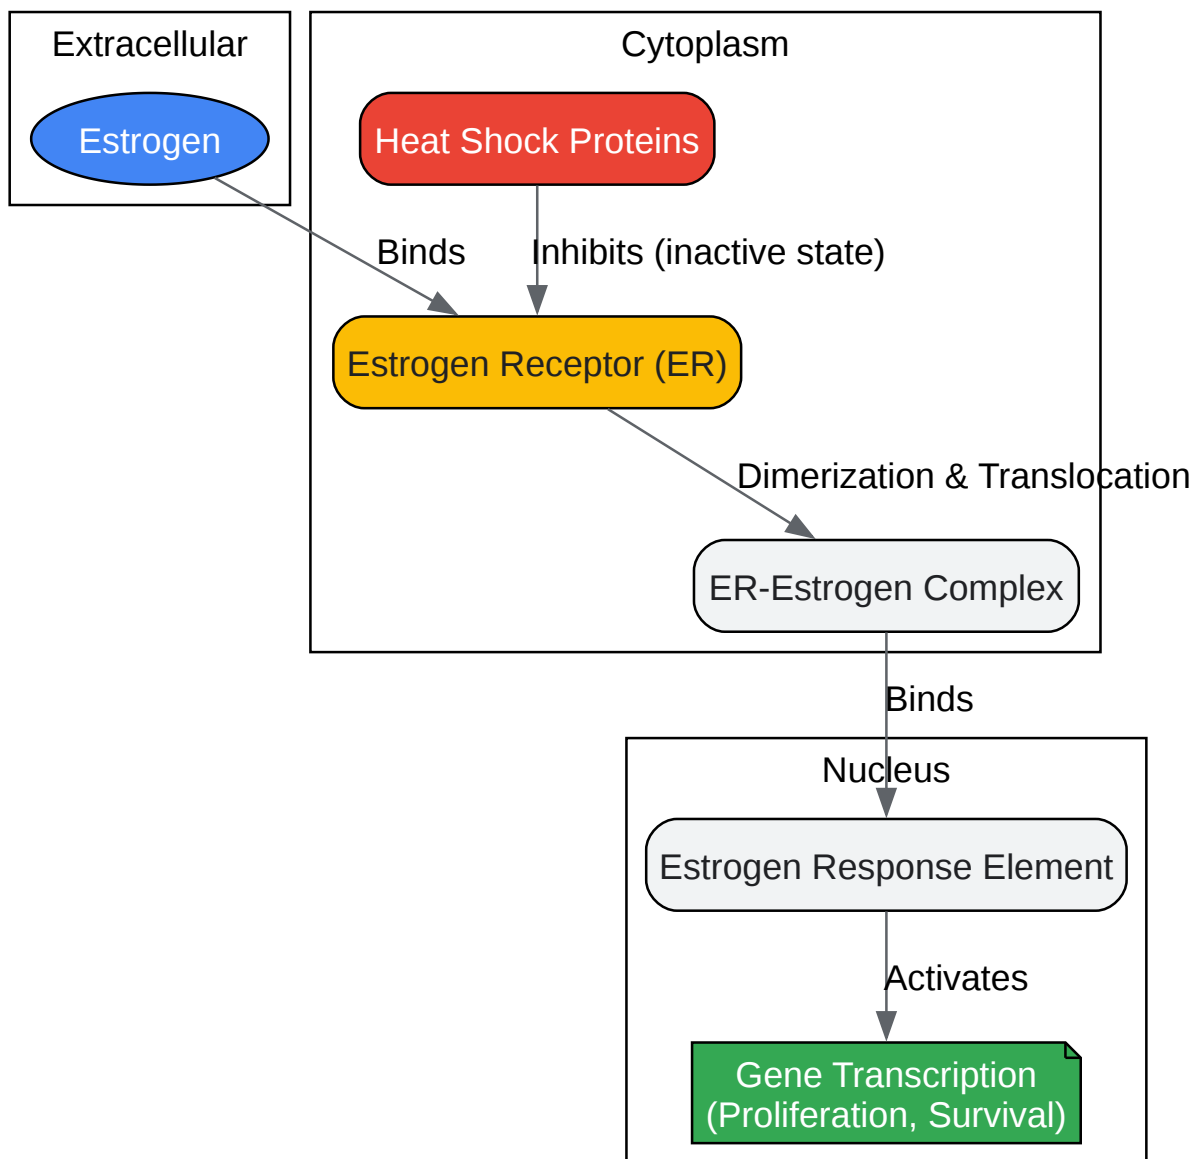 Extracellular
Cytoplasm
Estrogen
Heat Shock Proteins
Binds
Inhibits (inactive state)
Estrogen Receptor (ER)
Dimerization & Translocation
ER-Estrogen Complex
Binds
Nucleus
Estrogen Response Element
Activates
Gene Transcription
(Proliferation, Survival)